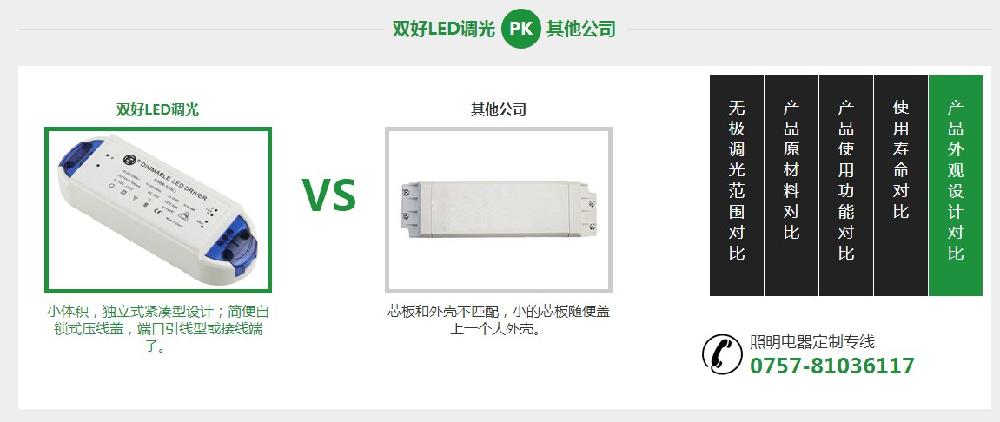 双好LED调光 PK 其他公司
双好LED调光
其他公司
DIMMABLE LED DRIVER
VS
小体积，独立式紧凑型设计；简便自
锁式压线盖，端口引线型或接线端
子。
芯板和外壳不匹配，小的芯板随便盖
上一个大外壳。
无极调光范围对比
产品原材料对比
产品使用功能对比
使用寿命对比
产品外观设计对比
照明电器定制专线
0757-81036117